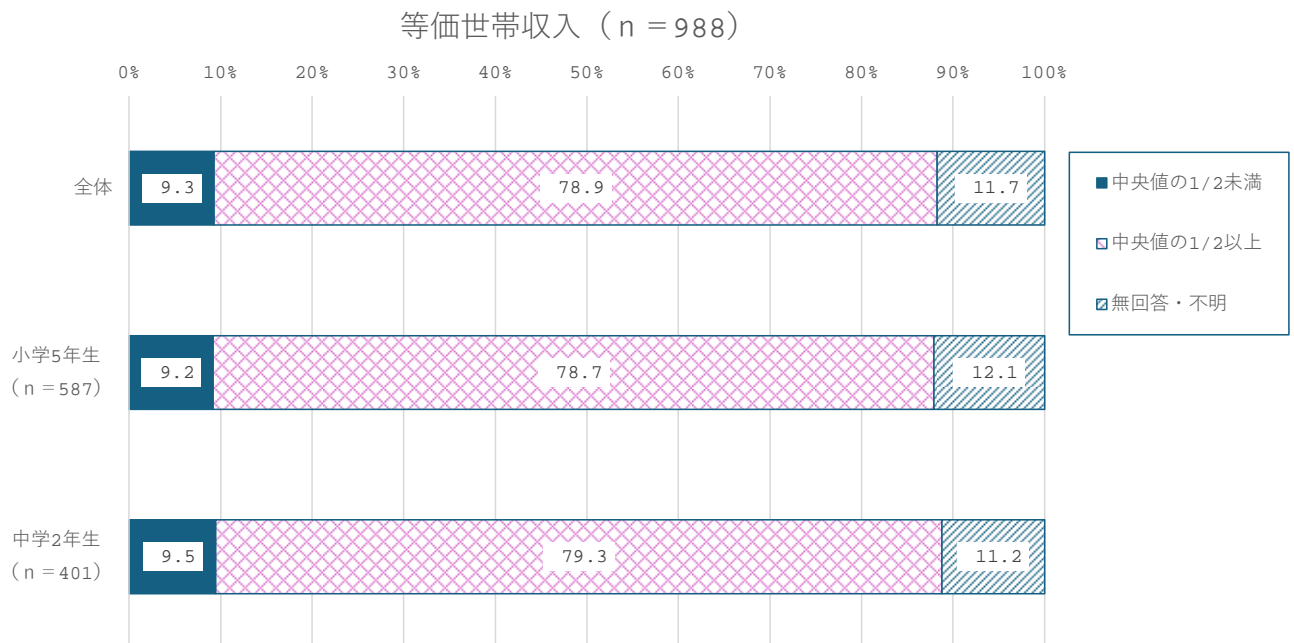 等価世帯収入（ｎ＝988）
0% 10% 20% 30% 40% 50% 60% 70% 80% 90% 100%
全体
9.3 78.9 11.7
小学5年生
（ｎ＝587）
9.2 78.7 12.1
中学2年生
（ｎ＝401）
9.5 79.3 11.2
中央値の1/2未満
中央値の1/2以上
無回答・不明